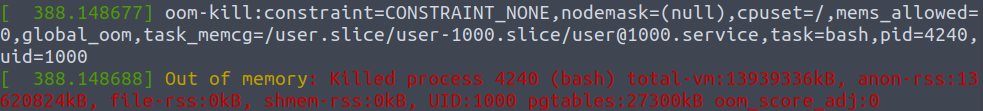 [  388.148677] oom-kill:constraint=CONSTRAINT_NONE,nodemask=(null),cpuset=/,mems_allowed=
0,global_oom,task_memcg=/user.slice/user-1000.slice/user@1000.service,task=bash,pid=4240,
uid=1000
[  388.148688] Out of memory: Killed process 4240 (bash) total-vm:13939336kB, anon-rss:13
620824kB, file-rss:0kB, shmem-rss:0kB, UID:1000 pgtables:27300kB oom_score_adj:0